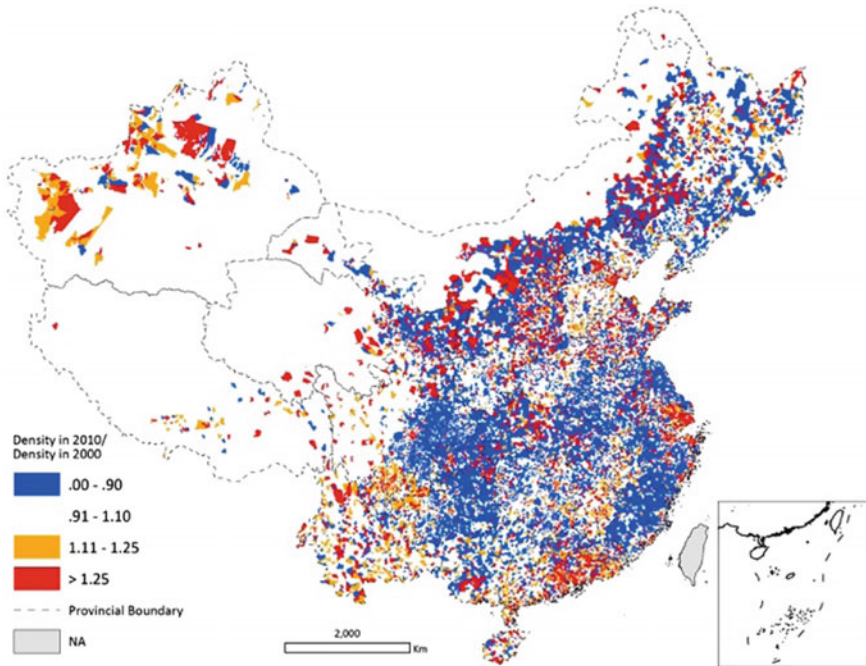 Density in 2010/
Density in 2000
.00 - .90
.91 - 1.10
1.11 - 1.25
> 1.25
Provincial Boundary
NA
2,000
Km